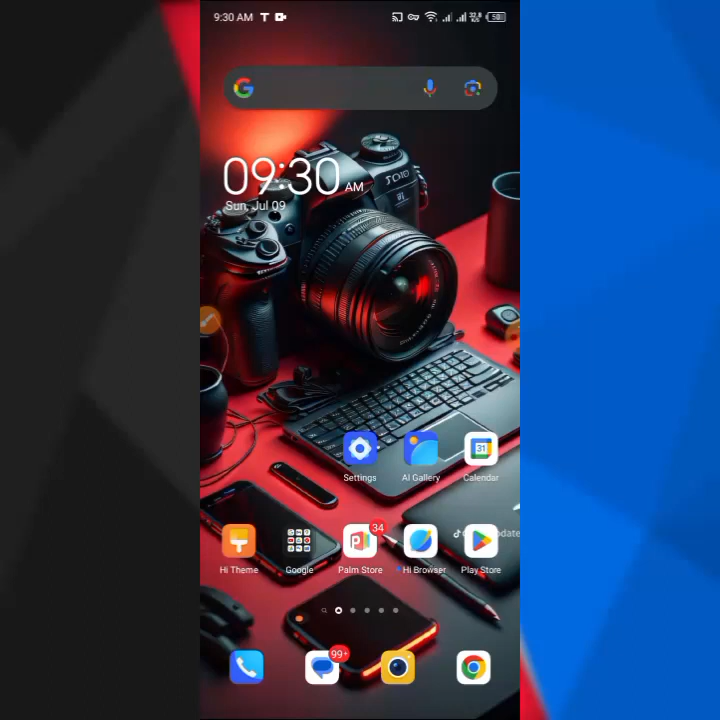 9:30 AM
09:30 AM
Sun, Jul 09
Settings
AI Gallery
31
Calendar
34
Hi Theme
Google
Palm Store
Hi Browser
Play Store
99+